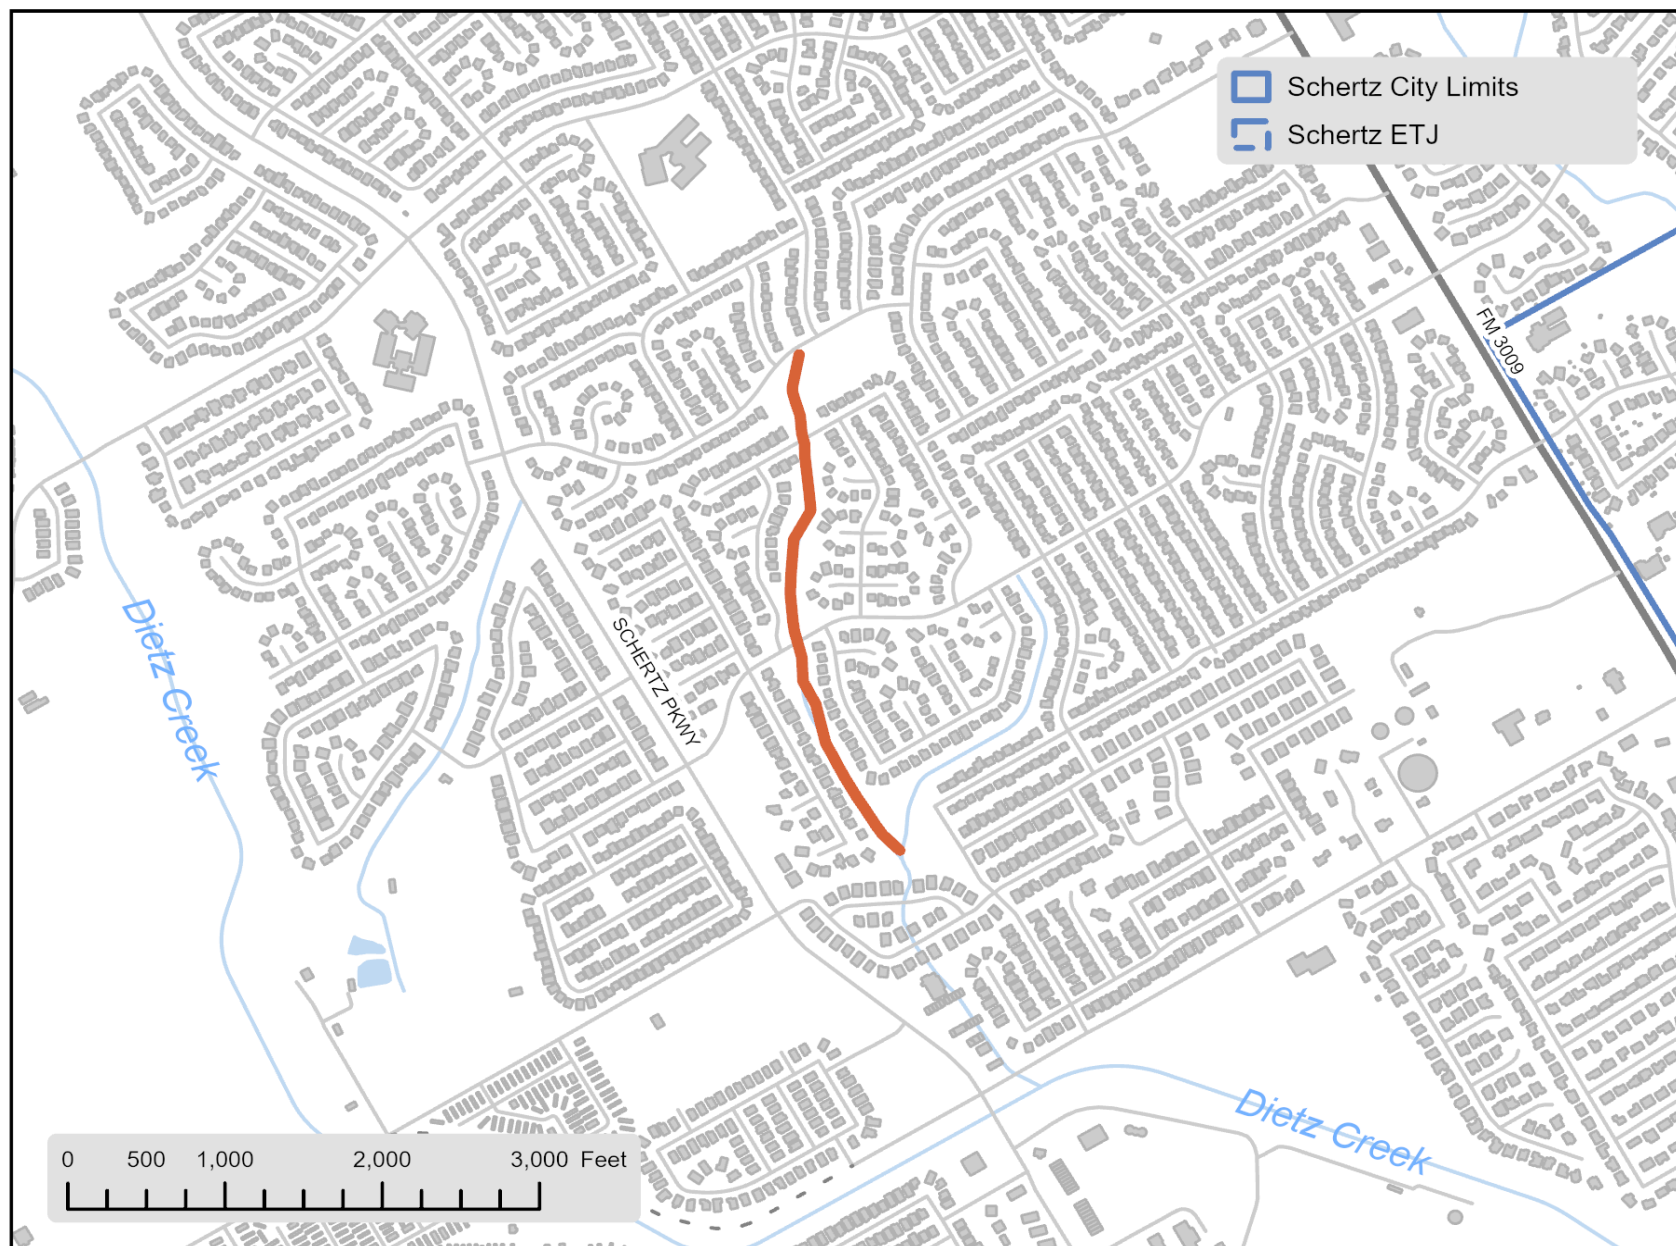 Schertz City Limits
Schertz ETJ
FM 3009
Dietz Creek
SCHERTZ PKWY
Dietz Creek
0 500 1,000 2,000 3,000 Feet